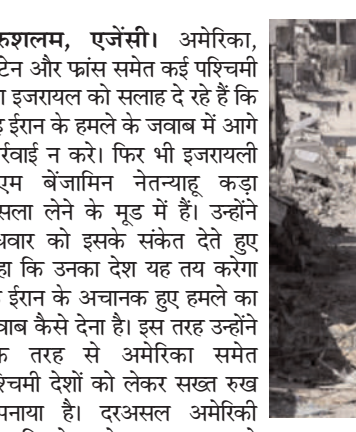 रुशलम, एजेंसी। अमेरिका,
टेन और फ्रांस समेत कई पश्चिमी
इजरायल को सलाह दे रहे हैं कि
ईरान के हमले के जवाब में आगे
र्रवाई न करे। फिर भी इजरायली
एम बेंजामिन नेतन्याहू कड़ा
सला लेने के मूड में हैं। उन्होंने
धवार को इसके संकेत देते हुए
हा कि उनका देश यह तय करेगा
ईरान के अचानक हुए हमले का
वाब कैसे देना है। इस तरह उन्होंने
क तरह से अमेरिका समेत
श्चिमी देशों को लेकर सख्त रुख
पनाया है। दरअसल अमेरिकी